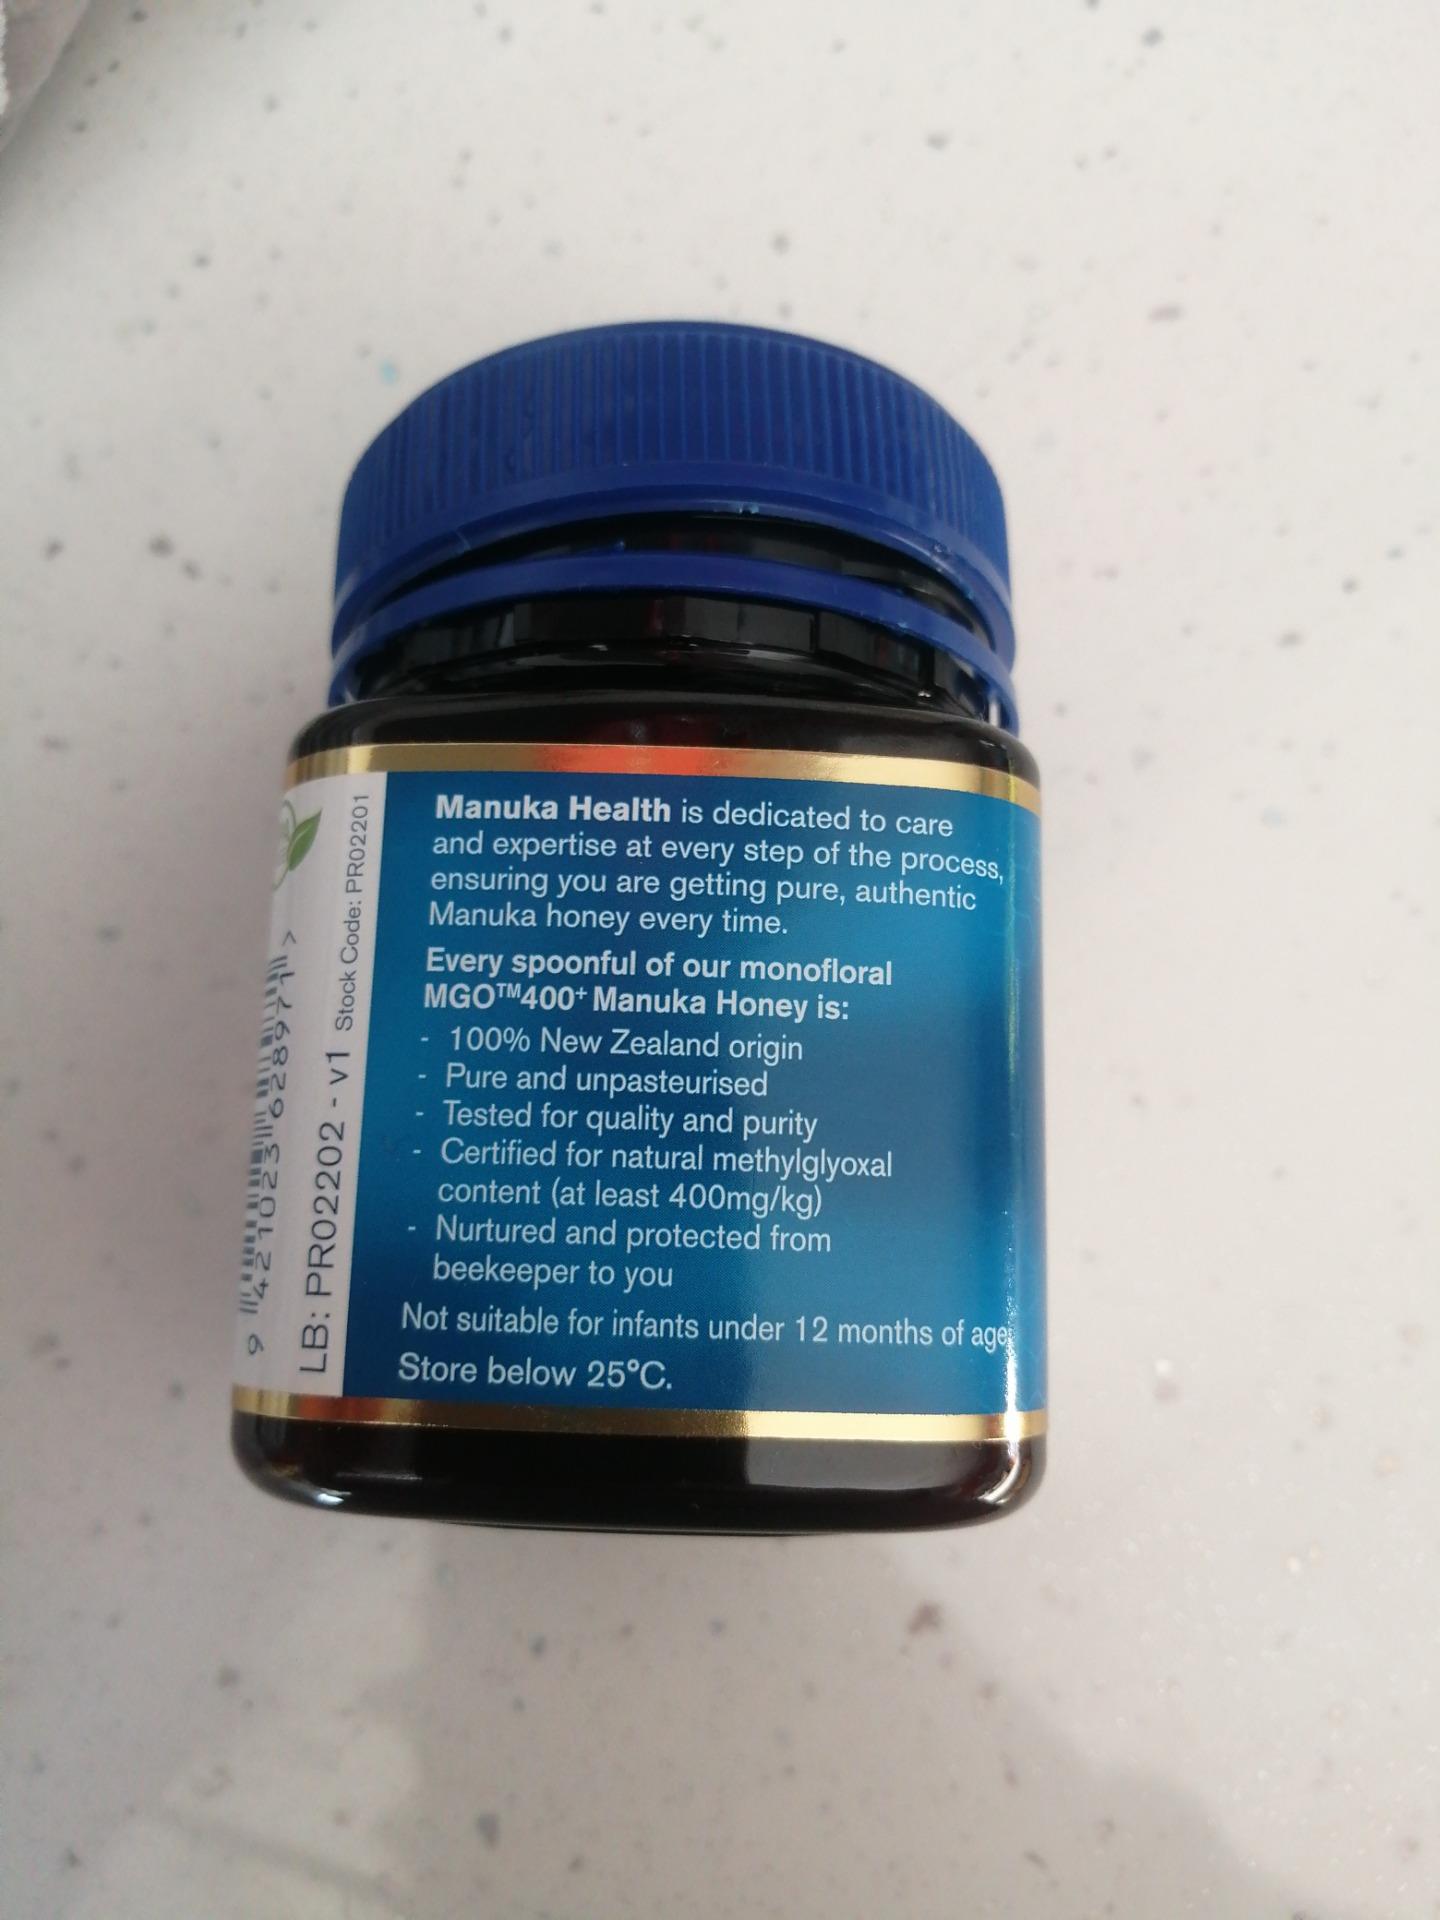 Manuka Health is dedicated to care
and expertise at every step of the process,
ensuring you are getting pure, authentic
Manuka honey every time.
Every spoonful of our monofloral
MGO™400⁺ Manuka Honey is:
- 100% New Zealand origin
- Pure and unpasteurised
- Tested for quality and purity
- Certified for natural methylglyoxal
content (at least 400mg/kg)
- Nurtured and protected from
beekeeper to you
Not suitable for infants under 12 months of age
Store below 25°C.
LB: PR02202 - v1 Stock Code: PR02201
9 421023 628971 >